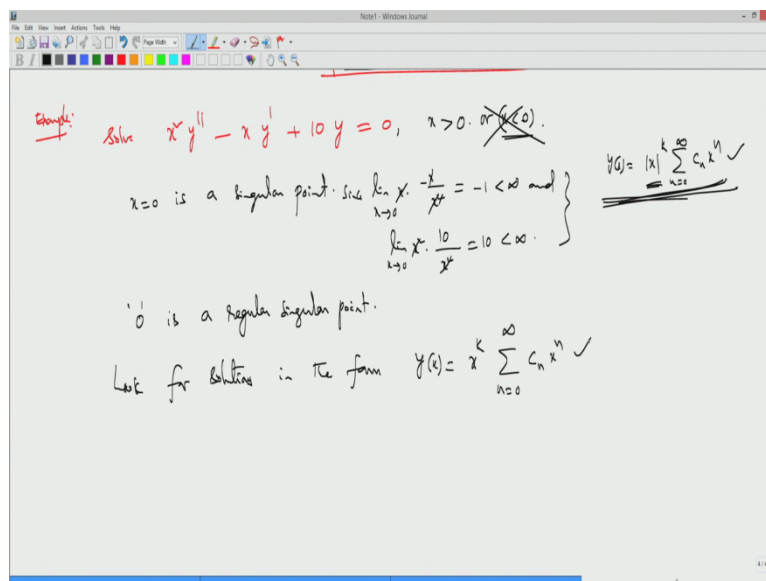 Note1 - Windows Journal
File Edit View Insert Actions Tools Help
Page Width
B I
Example:
Solve x² y'' - x y' + 10 y = 0, x > 0. or (x < 0).
y(x) = |x|^k ∑_{n=0}^{∞} c_n x^n ✓
x=0 is a singular point. since lim_{x→0} x · -x/x² = -1 < ∞ and
lim_{x→0} x² · 10/x² = 10 < ∞.
'0' is a regular singular point.
Look for solutions in the form y(x) = x^k ∑_{n=0}^{∞} c_n x^n ✓